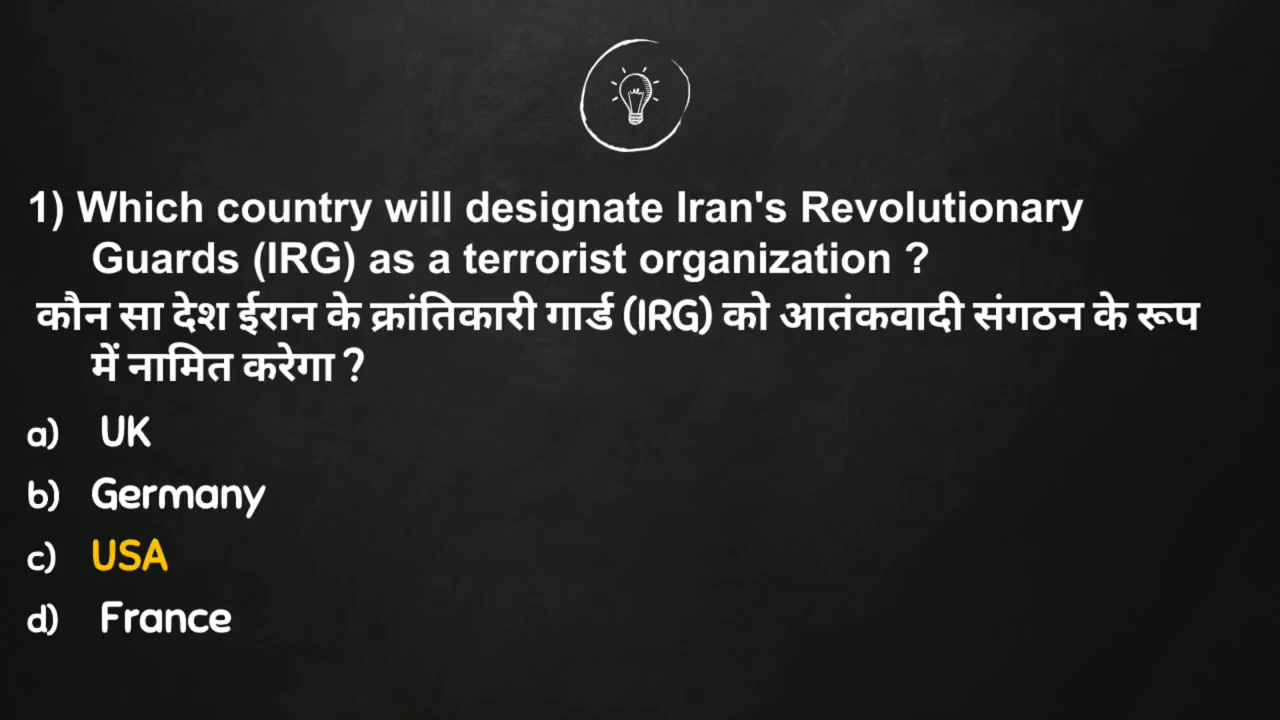 1) Which country will designate Iran's Revolutionary
Guards (IRG) as a terrorist organization ?
कौन सा देश ईरान के क्रांतिकारी गार्ड (IRG) को आतंकवादी संगठन के रूप
में नामित करेगा ?
a) UK
b) Germany
c) USA
d) France